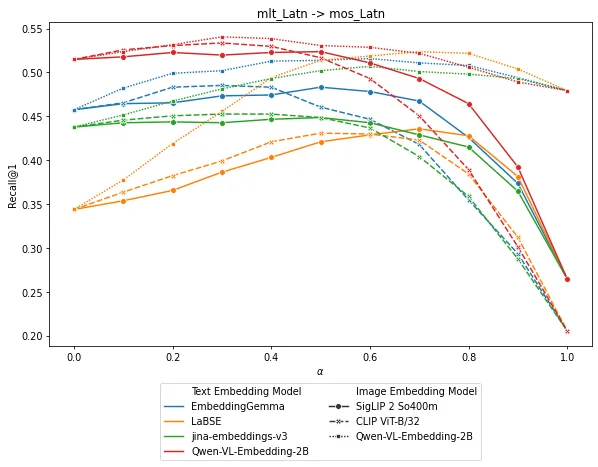 mlt_Latn -> mos_Latn
Recall@1
0.55
0.50
0.45
0.40
0.35
0.30
0.25
0.20
0.0 0.2 0.4 0.6 0.8 1.0
α
Text Embedding Model Image Embedding Model
EmbeddingGemma SigLIP 2 So400m
LaBSE CLIP ViT-B/32
jina-embeddings-v3 Qwen-VL-Embedding-2B
Qwen-VL-Embedding-2B